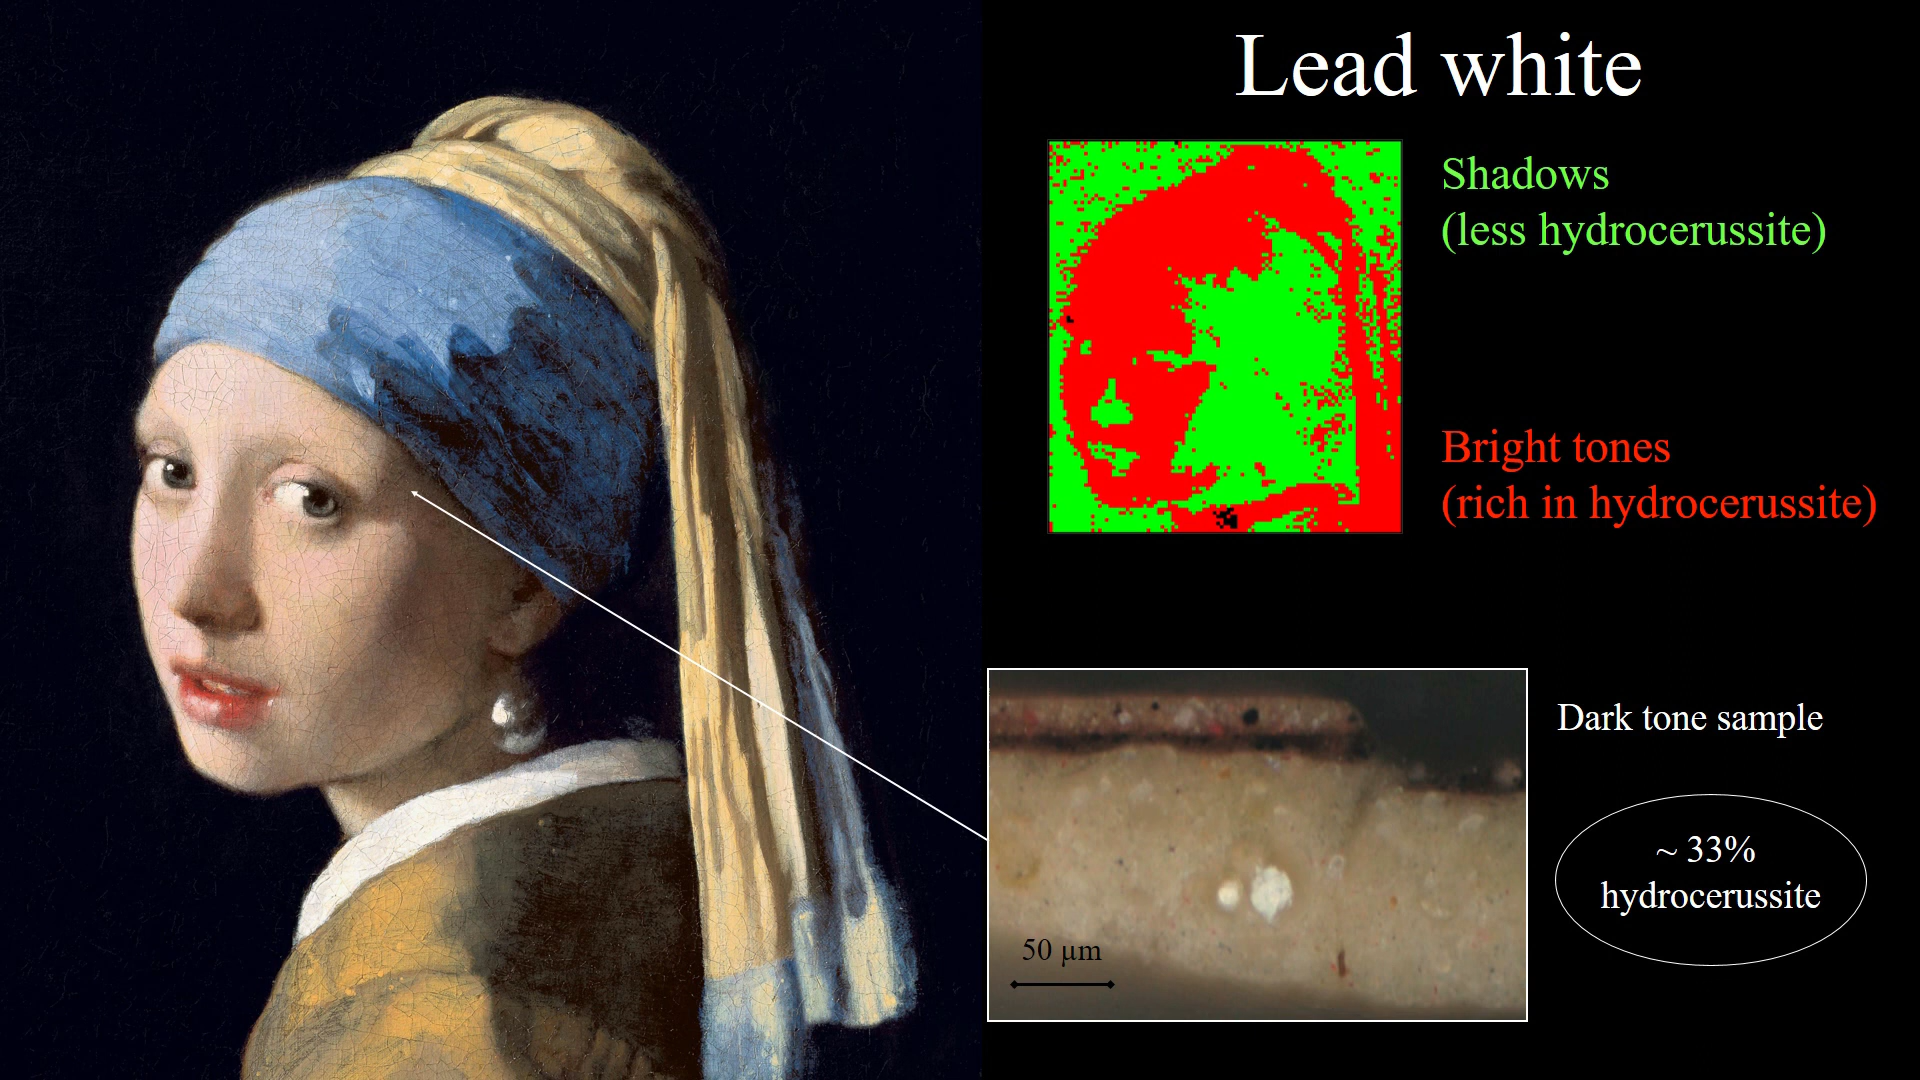 Lead white
Shadows
(less hydrocerussite)
Bright tones
(rich in hydrocerussite)
Dark tone sample
~ 33%
hydrocerussite
50 µm